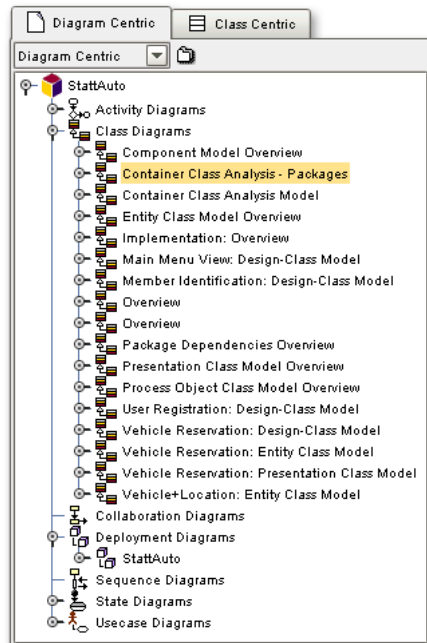 Diagram Centric
Class Centric
Diagram Centric
StattAuto
Activity Diagrams
Class Diagrams
Component Model Overview
Container Class Analysis - Packages
Container Class Analysis Model
Entity Class Model Overview
Implementation: Overview
Main Menu View: Design-Class Model
Member Identification: Design-Class Model
Overview
Overview
Package Dependencies Overview
Presentation Class Model Overview
Process Object Class Model Overview
User Registration: Design-Class Model
Vehicle Reservation: Design-Class Model
Vehicle Reservation: Entity Class Model
Vehicle Reservation: Presentation Class Model
Vehicle+Location: Entity Class Model
Collaboration Diagrams
Deployment Diagrams
StattAuto
Sequence Diagrams
State Diagrams
Usecase Diagrams